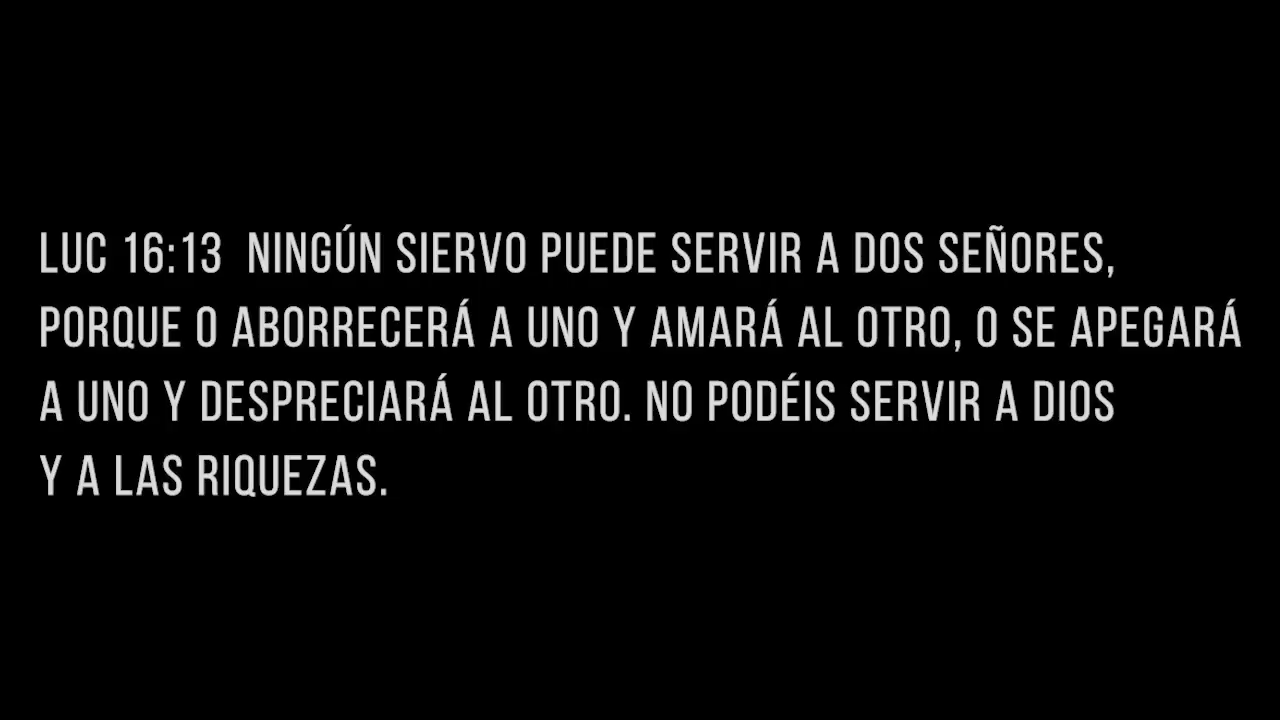 LUC 16:13  NINGÚN SIERVO PUEDE SERVIR A DOS SEÑORES,
PORQUE O ABORRECERÁ A UNO Y AMARÁ AL OTRO, O SE APEGARÁ
A UNO Y DESPRECIARÁ AL OTRO. NO PODÉIS SERVIR A DIOS
Y A LAS RIQUEZAS.